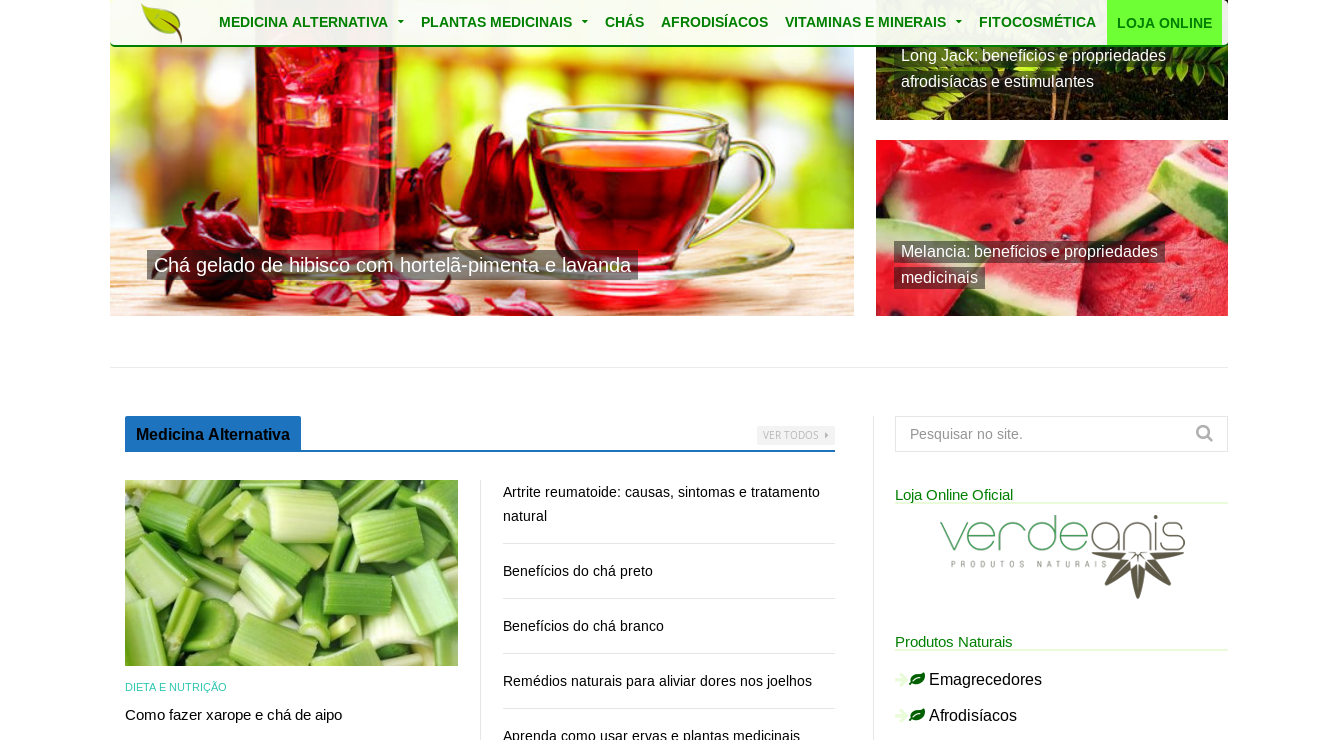 MEDICINA ALTERNATIVA PLANTAS MEDICINAIS CHÁS AFRODISÍACOS VITAMINAS E MINERAIS FITOCOSMÉTICA LOJA ONLINE
Long Jack: benefícios e propriedades
afrodisíacas e estimulantes
Chá gelado de hibisco com hortelã-pimenta e lavanda
Melancia: benefícios e propriedades
medicinais
Medicina Alternativa
VER TODOS
DIETA E NUTRIÇÃO
Como fazer xarope e chá de aipo
Artrite reumatoide: causas, sintomas e tratamento
natural
Benefícios do chá preto
Benefícios do chá branco
Remédios naturais para aliviar dores nos joelhos
Aprenda como usar ervas e plantas medicinais
Pesquisar no site.
Loja Online Oficial
verdeanis
PRODUTOS NATURAIS
Produtos Naturais
Emagrecedores
Afrodisíacos